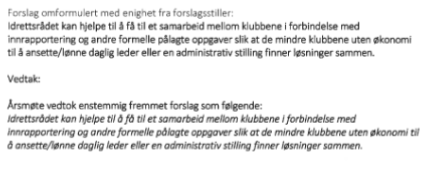 Forslag omformulert med enighet fra forslagsstiller:
Idrettsrådet kan hjelpe til å få til et samarbeid mellom klubbene i forbindelse med
innrapportering og andre formelle pålagte oppgaver slik at de mindre klubbene uten økonomi
til å ansette/lønne daglig leder eller en administrativ stilling finner løsninger sammen.
Vedtak:
Årsmøte vedtok enstemmig fremmet forslag som følgende:
Idrettsrådet kan hjelpe til å få til et samarbeid mellom klubbene i forbindelse med
innrapportering og andre formelle pålagte oppgaver slik at de mindre klubbene uten økonomi til
å ansette/lønne daglig leder eller en administrativ stilling finner løsninger sammen.